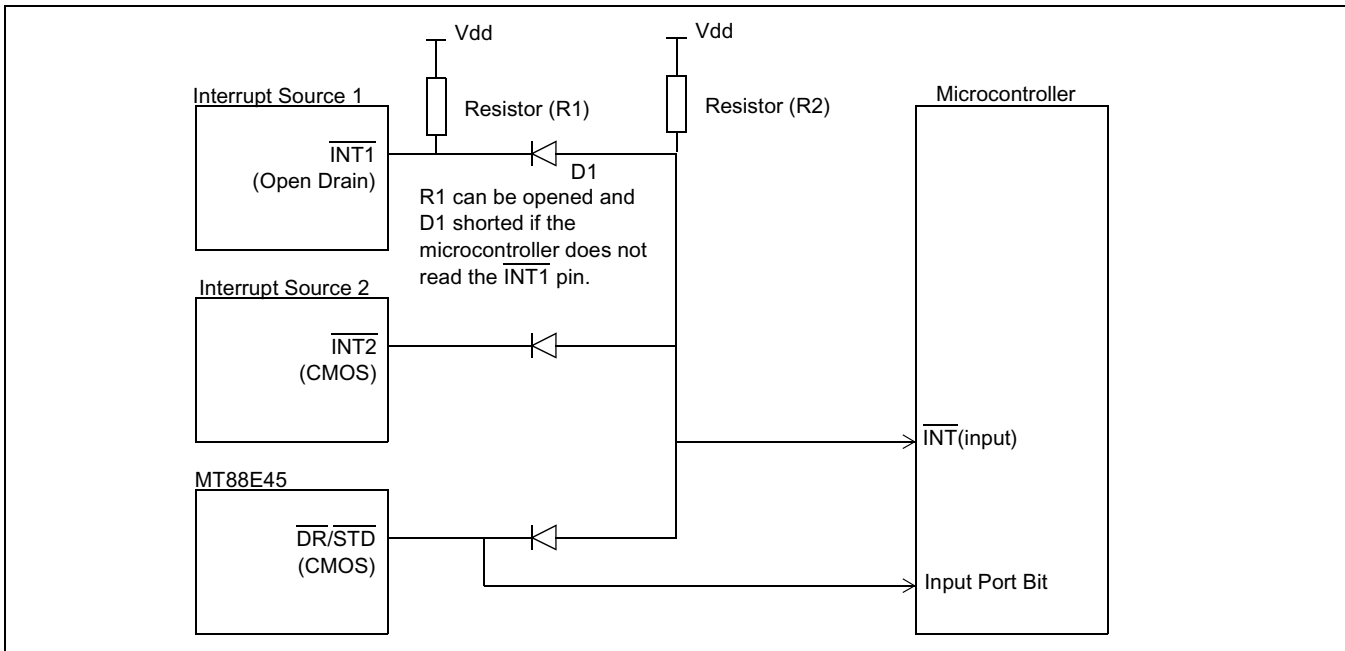 Vdd
Vdd
Interrupt Source 1
Resistor (R1)
Resistor (R2)
Microcontroller
INT1
(Open Drain)
D1
R1 can be opened and
D1 shorted if the
microcontroller does not
read the INT1 pin.
Interrupt Source 2
INT2
(CMOS)
INT(input)
MT88E45
DR/STD
(CMOS)
Input Port Bit